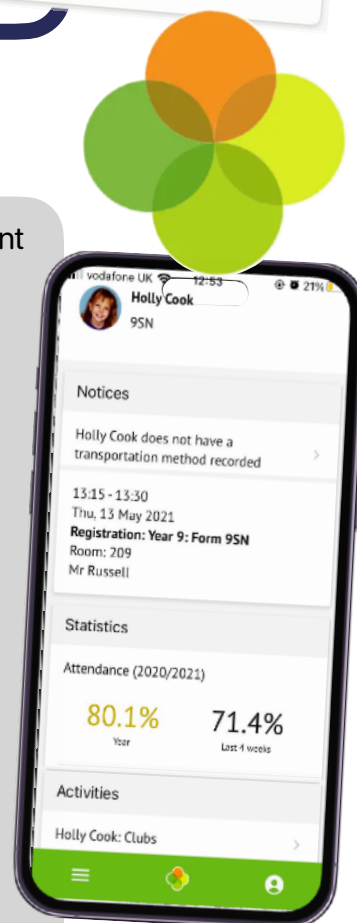 nt
vodafone UK 12:53 21%
Holly Cook
9SN
Notices
Holly Cook does not have a
transportation method recorded
13:15 - 13:30
Thu, 13 May 2021
Registration: Year 9: Form 9SN
Room: 209
Mr Russell
Statistics
Attendance (2020/2021)
80.1% 71.4%
Year Last 4 weeks
Activities
Holly Cook: Clubs